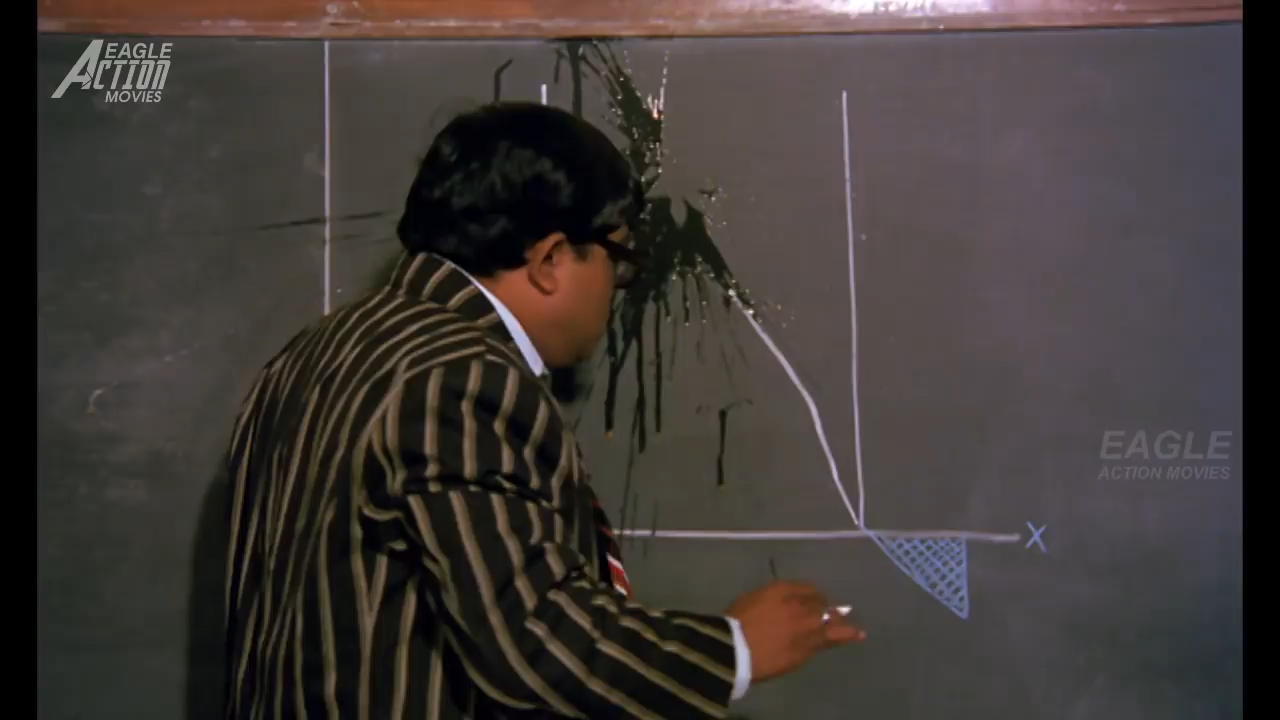 EAGLE
ACTION
MOVIES
EAGLE
ACTION MOVIES
X